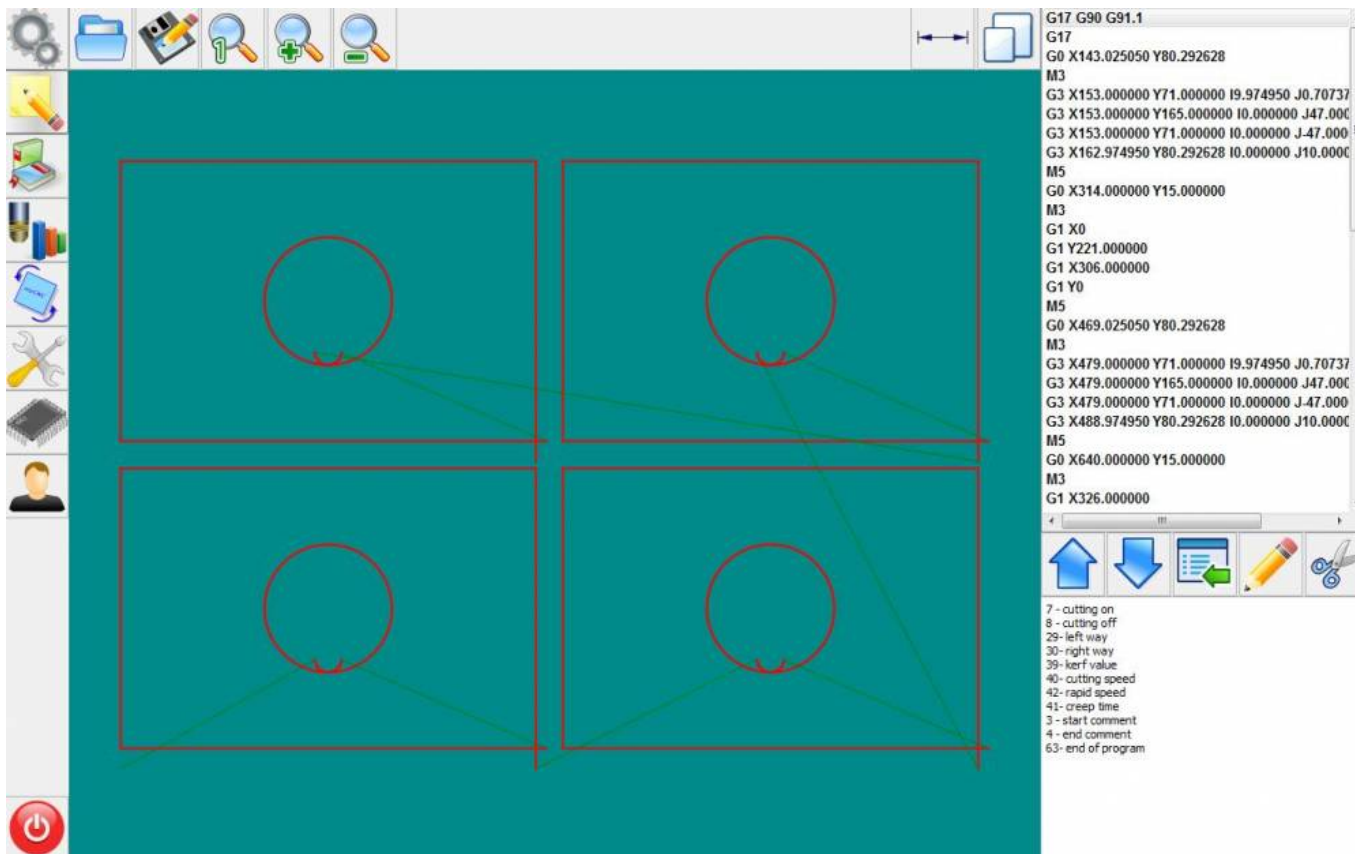 1
G17 G90 G91.1
G17
G0 X143.025050 Y80.292628
M3
G3 X153.000000 Y71.000000 I9.974950 J0.70737
G3 X153.000000 Y165.000000 I0.000000 J47.000
G3 X153.000000 Y71.000000 I0.000000 J-47.000
G3 X162.974950 Y80.292628 I0.000000 J10.0000
M5
G0 X314.000000 Y15.000000
M3
G1 X0
G1 Y221.000000
G1 X306.000000
G1 Y0
M5
G0 X469.025050 Y80.292628
M3
G3 X479.000000 Y71.000000 I9.974950 J0.70737
G3 X479.000000 Y165.000000 I0.000000 J47.000
G3 X479.000000 Y71.000000 I0.000000 J-47.000
G3 X488.974950 Y80.292628 I0.000000 J10.0000
M5
G0 X640.000000 Y15.000000
M3
G1 X326.000000
7 - cutting on
8 - cutting off
29- left way
30- right way
39- kerf value
40- cutting speed
42- rapid speed
41- creep time
3 - start comment
4 - end comment
63- end of program